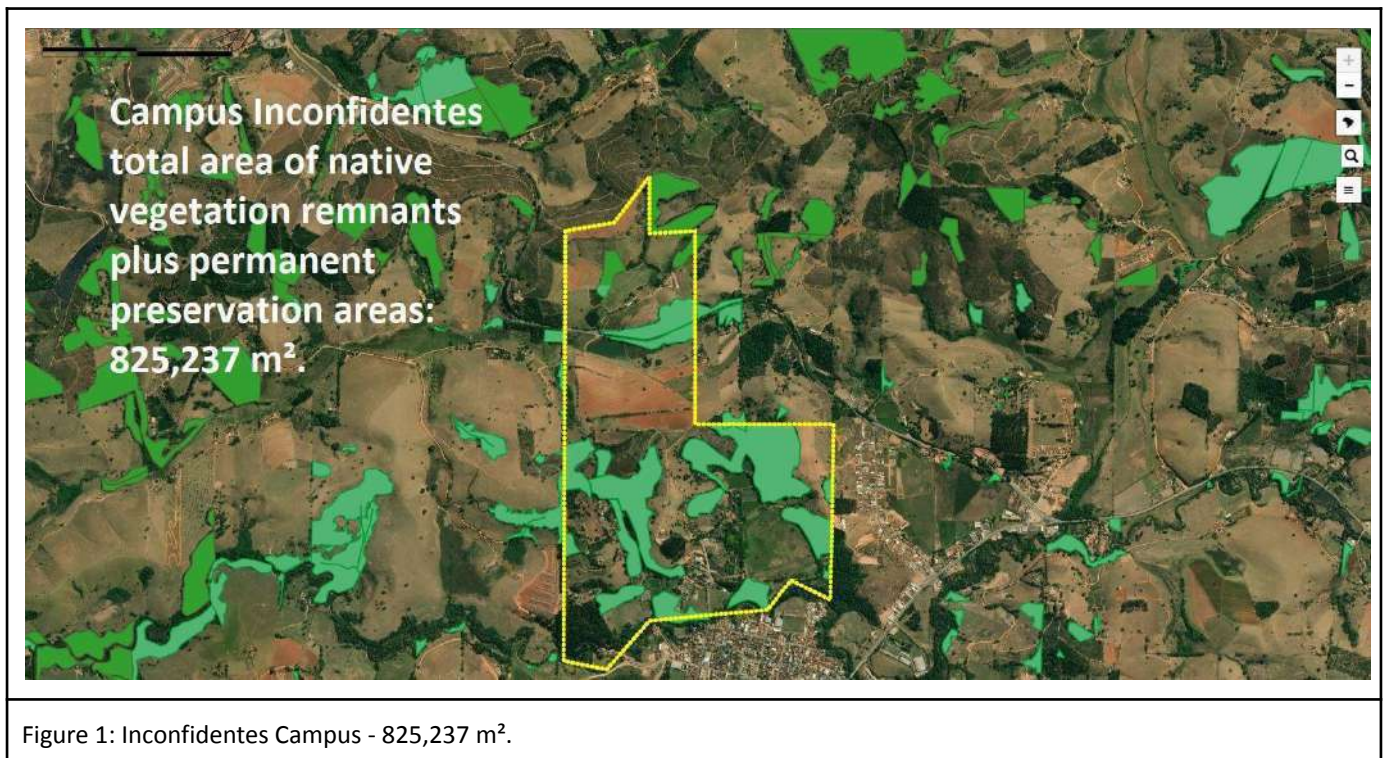 Campus Inconfidentes
total area of native
vegetation remnants
plus permanent
preservation areas:
825,237 m².
Figure 1: Inconfidentes Campus - 825,237 m².